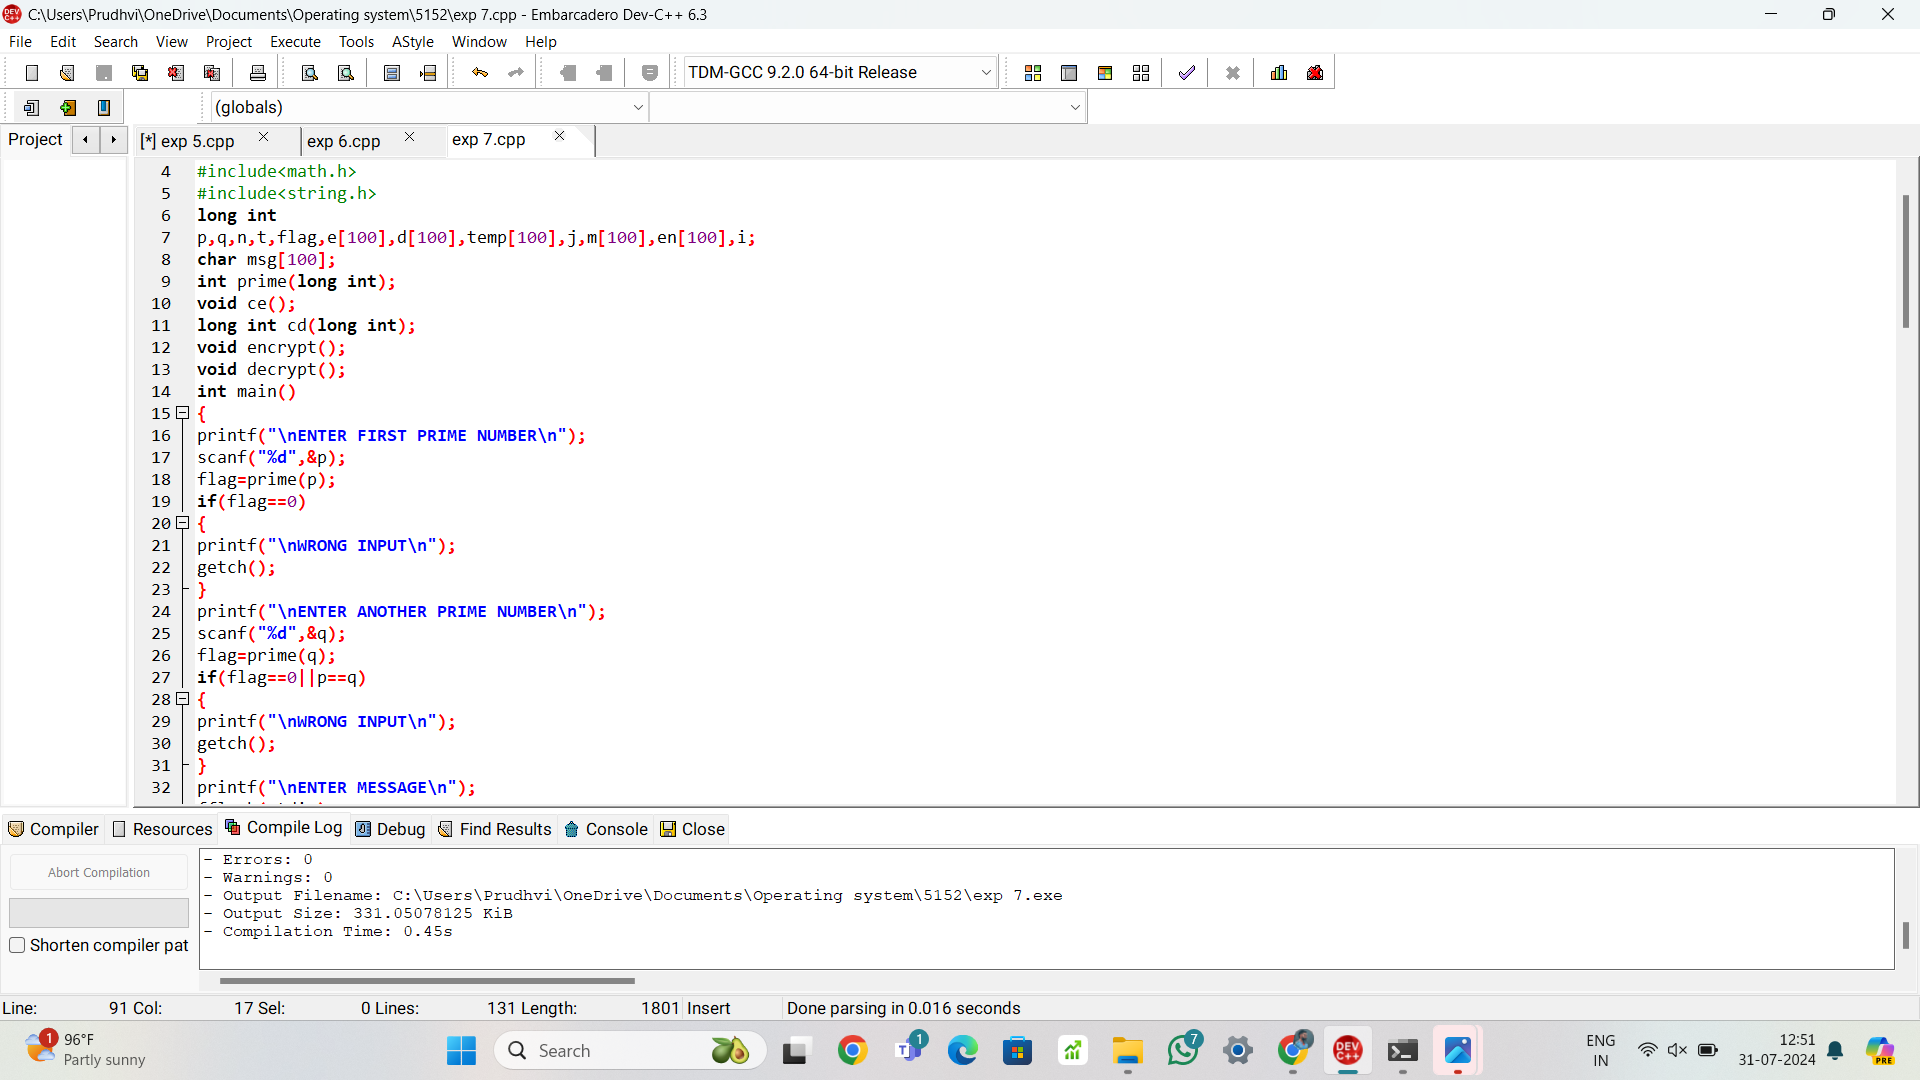 C:\Users\Prudhvi\OneDrive\Documents\Operating system\5152\exp 7.cpp - Embarcadero Dev-C++ 6.3
File Edit Search View Project Execute Tools AStyle Window Help
TDM-GCC 9.2.0 64-bit Release
(globals)
Project
[*] exp 5.cpp exp 6.cpp exp 7.cpp
4 #include<math.h>
5 #include<string.h>
6 long int
7 p,q,n,t,flag,e[100],d[100],temp[100],j,m[100],en[100],i;
8 char msg[100];
9 int prime(long int);
10 void ce();
11 long int cd(long int);
12 void encrypt();
13 void decrypt();
14 int main()
15 {
16 printf("\nENTER FIRST PRIME NUMBER\n");
17 scanf("%d",&p);
18 flag=prime(p);
19 if(flag==0)
20 {
21 printf("\nWRONG INPUT\n");
22 getch();
23 }
24 printf("\nENTER ANOTHER PRIME NUMBER\n");
25 scanf("%d",&q);
26 flag=prime(q);
27 if(flag==0||p==q)
28 {
29 printf("\nWRONG INPUT\n");
30 getch();
31 }
32 printf("\nENTER MESSAGE\n");
Compiler Resources Compile Log Debug Find Results Console Close
Abort Compilation
Shorten compiler pat
- Errors: 0
- Warnings: 0
- Output Filename: C:\Users\Prudhvi\OneDrive\Documents\Operating system\5152\exp 7.exe
- Output Size: 331.05078125 KiB
- Compilation Time: 0.45s
Line: 91 Col: 17 Sel: 0 Lines: 131 Length: 1801 Insert Done parsing in 0.016 seconds
1
96°F
Partly sunny
Search
1
7
DEV C++
ENG
IN
12:51
31-07-2024
PRE